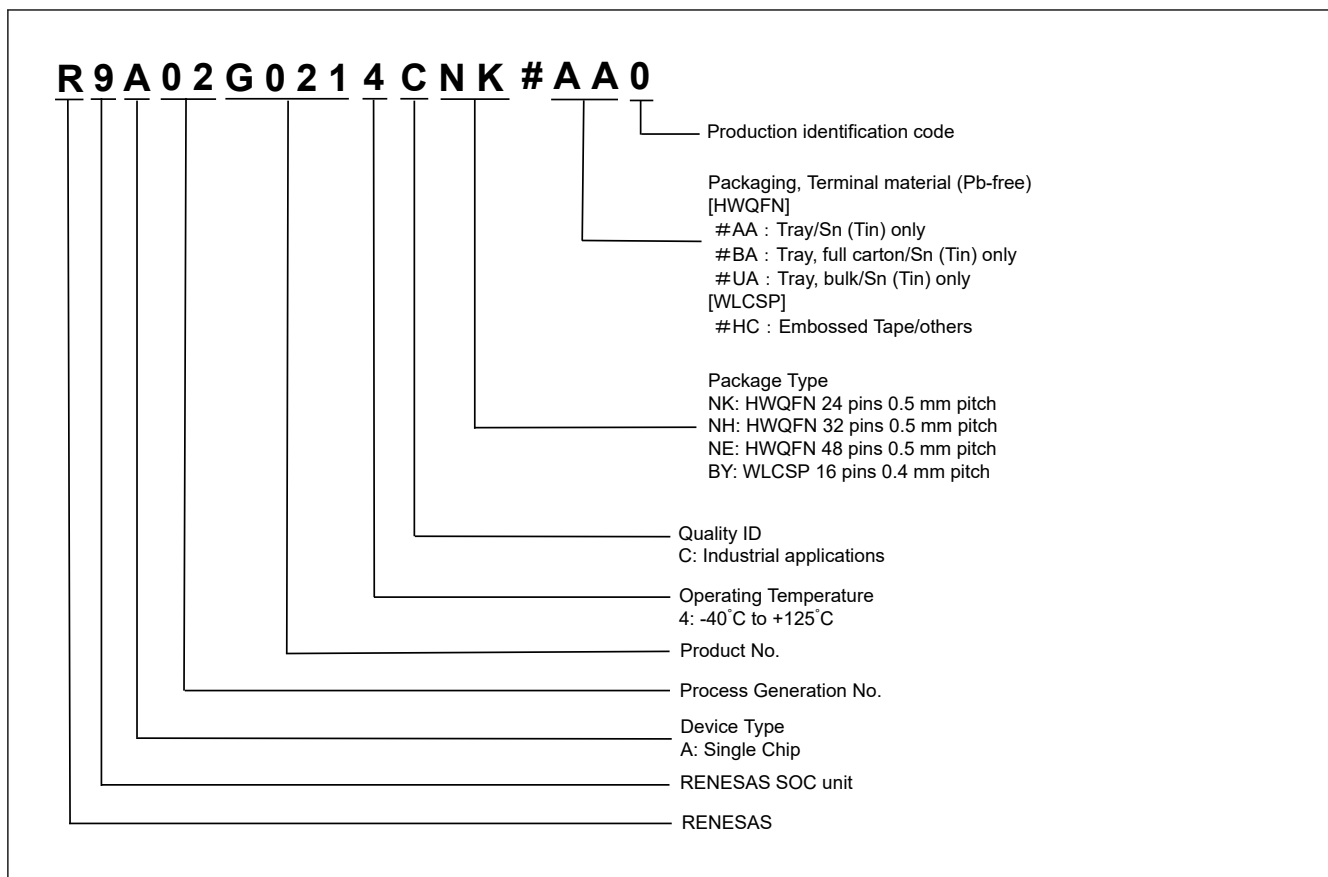 R9A02G0214CNK#AA0
Production identification code
Packaging, Terminal material (Pb-free)
[HWQFN]
#AA : Tray/Sn (Tin) only
#BA : Tray, full carton/Sn (Tin) only
#UA : Tray, bulk/Sn (Tin) only
[WLCSP]
#HC : Embossed Tape/others
Package Type
NK: HWQFN 24 pins 0.5 mm pitch
NH: HWQFN 32 pins 0.5 mm pitch
NE: HWQFN 48 pins 0.5 mm pitch
BY: WLCSP 16 pins 0.4 mm pitch
Quality ID
C: Industrial applications
Operating Temperature
4: -40°C to +125°C
Product No.
Process Generation No.
Device Type
A: Single Chip
RENESAS SOC unit
RENESAS